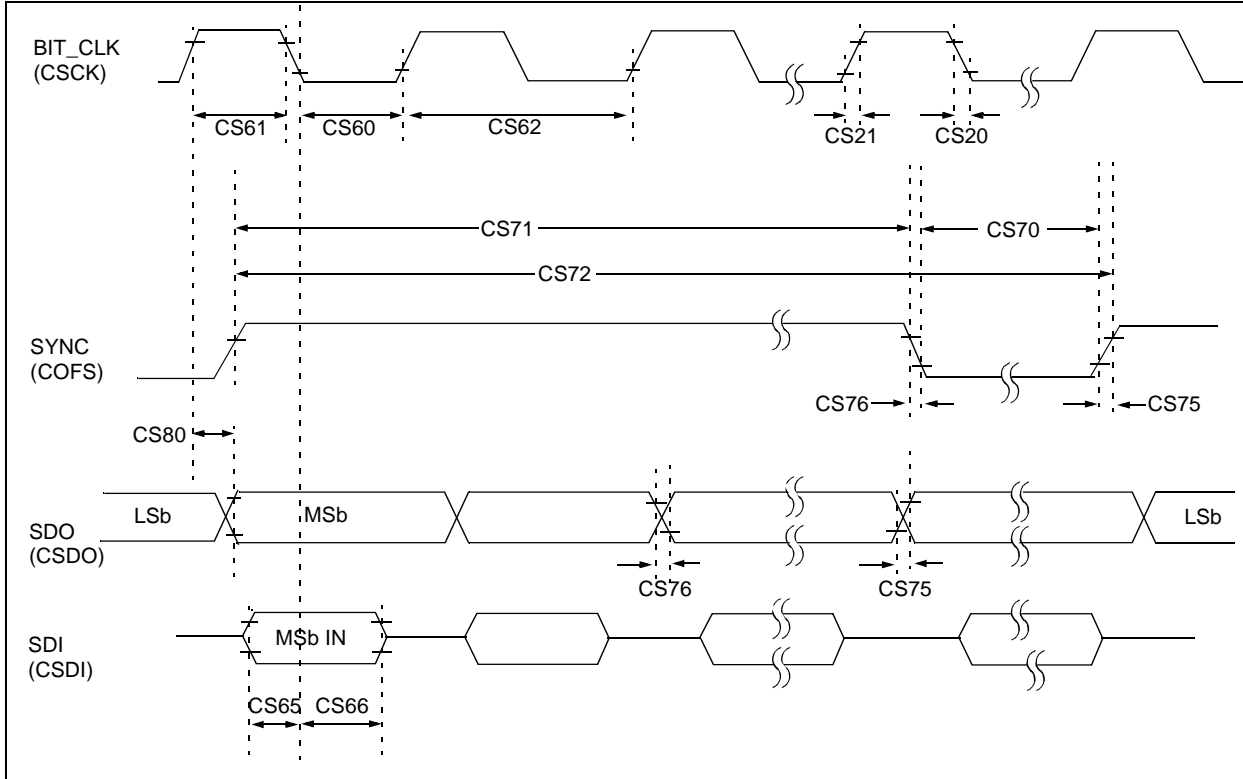 BIT_CLK
(CSCK)
CS61
CS60
CS62
CS21
CS20
CS71
CS70
CS72
SYNC
(COFS)
CS76
CS75
CS80
LSb
MSb
LSb
SDO
(CSDO)
CS76
CS75
MSb IN
SDI
(CSDI)
CS65
CS66